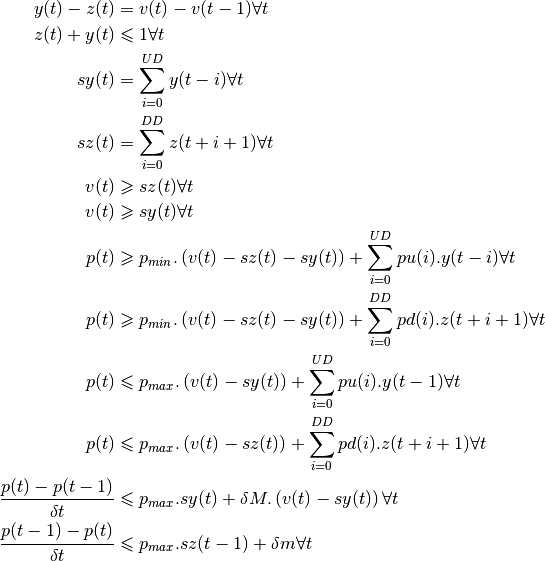 y(t) − z(t) = v(t) − v(t − 1)∀t
z(t) + y(t) ⩽ 1∀t
sy(t) = ∑_{i=0}^{UD} y(t − i)∀t
sz(t) = ∑_{i=0}^{DD} z(t + i + 1)∀t
v(t) ⩾ sz(t)∀t
v(t) ⩾ sy(t)∀t
p(t) ⩾ p_{min}. (v(t) − sz(t) − sy(t)) + ∑_{i=0}^{UD} pu(i).y(t − i)∀t
p(t) ⩾ p_{min}. (v(t) − sz(t) − sy(t)) + ∑_{i=0}^{DD} pd(i).z(t + i + 1)∀t
p(t) ⩽ p_{max}. (v(t) − sy(t)) + ∑_{i=0}^{UD} pu(i).y(t − 1)∀t
p(t) ⩽ p_{max}. (v(t) − sz(t)) + ∑_{i=0}^{DD} pd(i).z(t + i + 1)∀t
\frac{p(t) − p(t − 1)}{δt} ⩽ p_{max}.sy(t) + δM. (v(t) − sy(t)) ∀t
\frac{p(t − 1) − p(t)}{δt} ⩽ p_{max}.sz(t − 1) + δm∀t